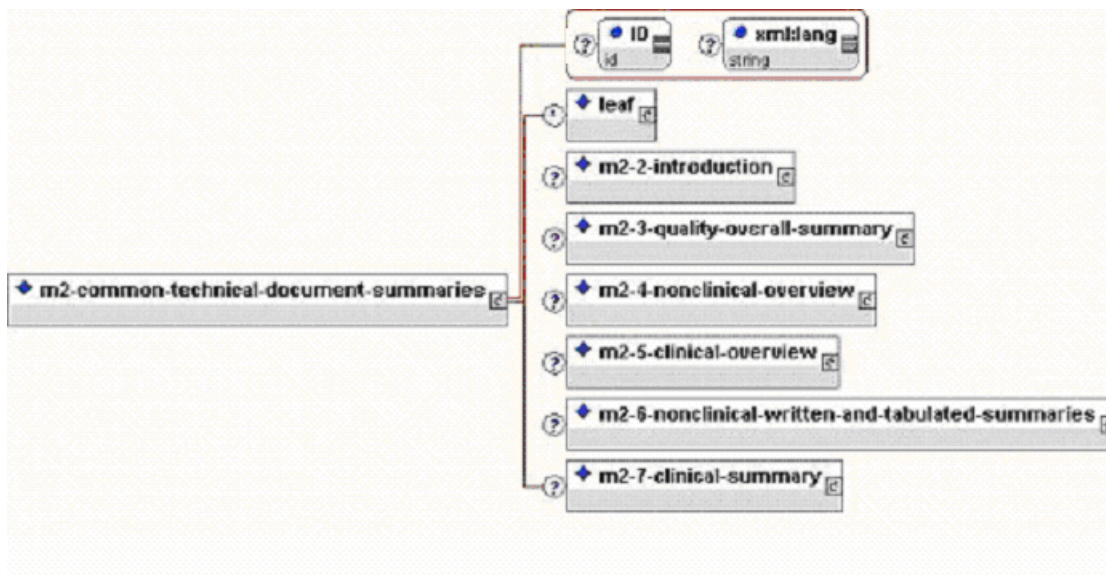 ? ID ? xml:lang
id string
* leaf
? m2-2-introduction
? m2-3-quality-overall-summary
m2-common-technical-document-summaries
? m2-4-nonclinical-overview
? m2-5-clinical-overview
? m2-6-nonclinical-written-and-tabulated-summaries
? m2-7-clinical-summary